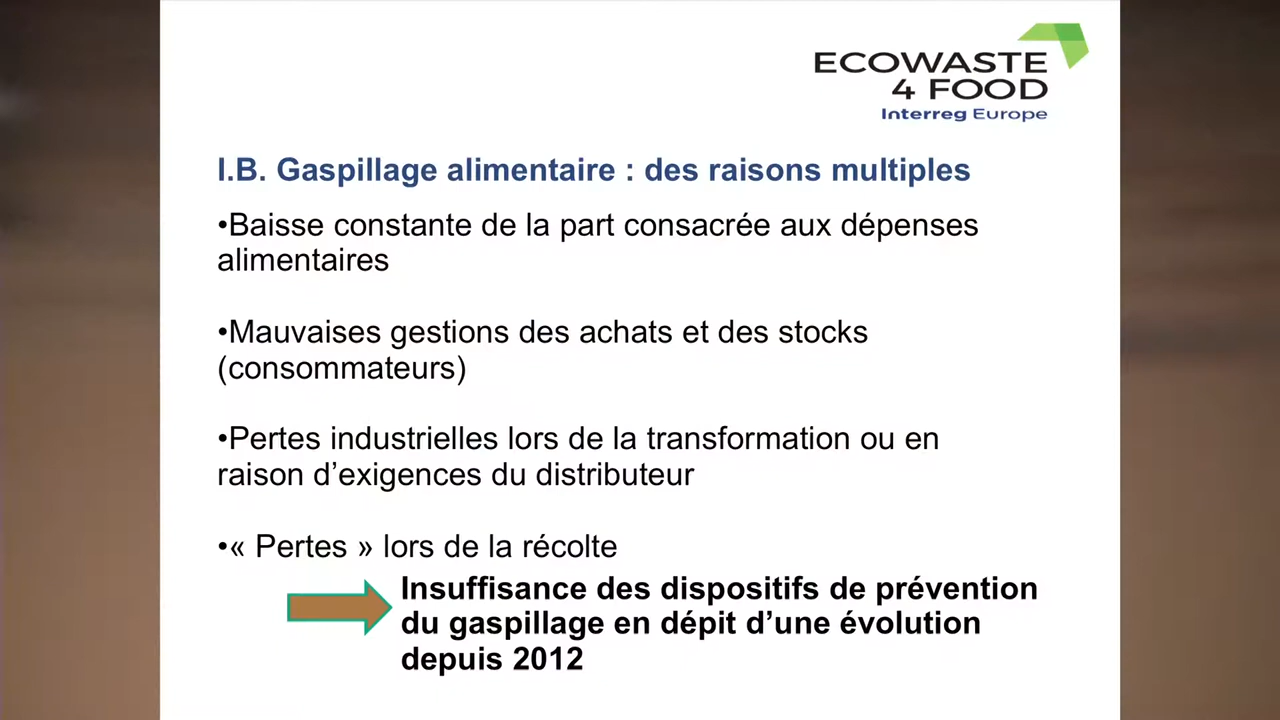 ECOWASTE
4 FOOD
Interreg Europe
I.B. Gaspillage alimentaire : des raisons multiples
•Baisse constante de la part consacrée aux dépenses
alimentaires
•Mauvaises gestions des achats et des stocks
(consommateurs)
•Pertes industrielles lors de la transformation ou en
raison d’exigences du distributeur
•« Pertes » lors de la récolte
Insuffisance des dispositifs de prévention
du gaspillage en dépit d’une évolution
depuis 2012